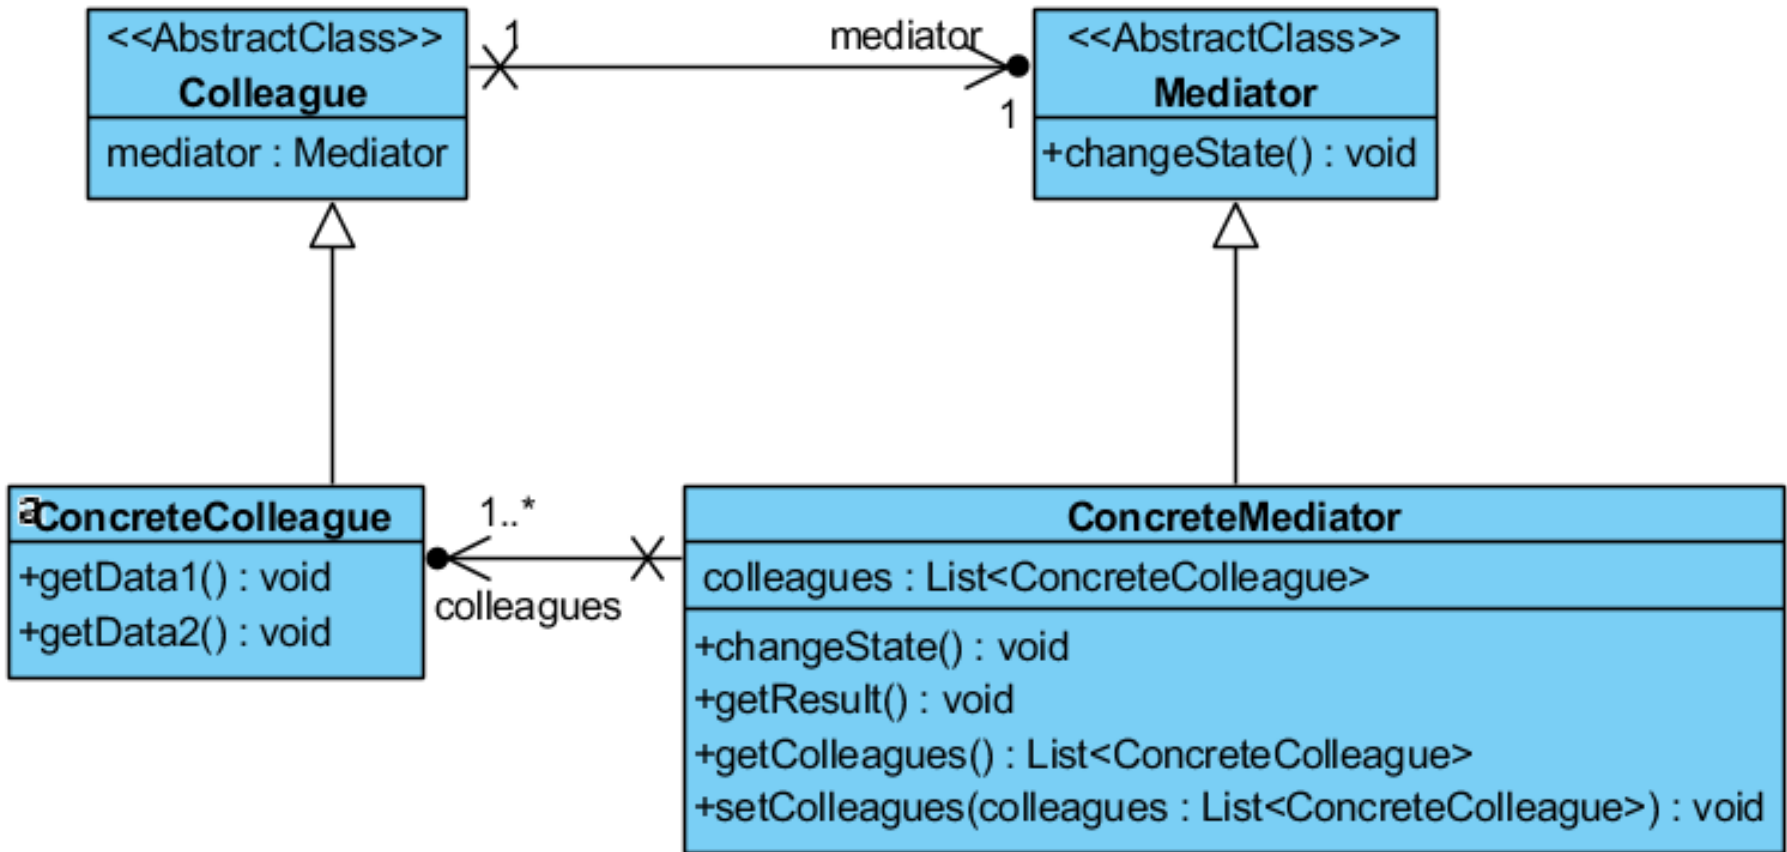 <<AbstractClass>>
Colleague
mediator : Mediator
1
mediator
1
<<AbstractClass>>
Mediator
+changeState() : void
ConcreteColleague
+getData1() : void
+getData2() : void
1..*
colleagues
ConcreteMediator
colleagues : List<ConcreteColleague>
+changeState() : void
+getResult() : void
+getColleagues() : List<ConcreteColleague>
+setColleagues(colleagues : List<ConcreteColleague>) : void